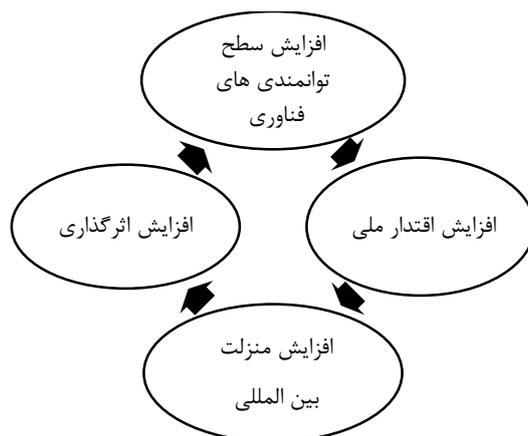 افزایش سطح
توانمندی های
فناوری
افزایش اقتدار ملی
افزایش اثرگذاری
افزایش منزلت
بین المللی